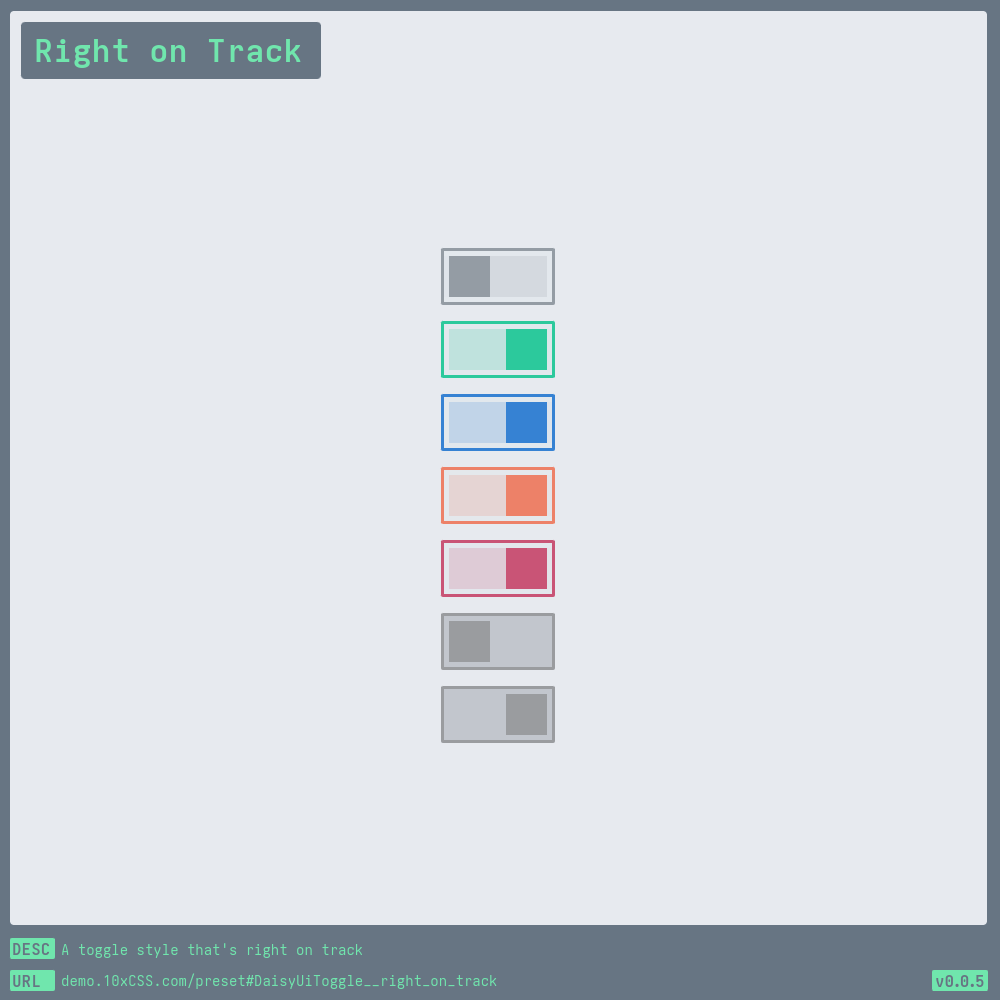 Right on Track
DESC A toggle style that's right on track
URL demo.10xCSS.com/preset#DaisyUiToggle__right_on_track
v0.0.5